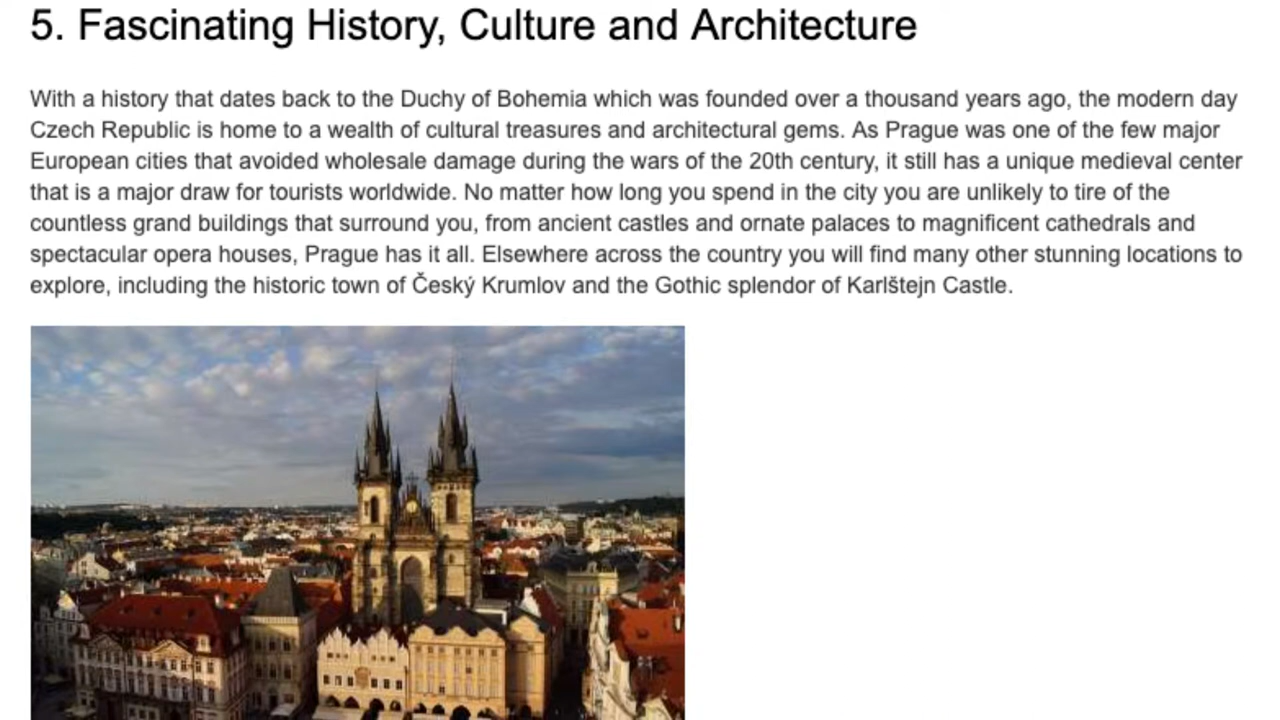 5. Fascinating History, Culture and Architecture
With a history that dates back to the Duchy of Bohemia which was founded over a thousand years ago, the modern day
Czech Republic is home to a wealth of cultural treasures and architectural gems. As Prague was one of the few major
European cities that avoided wholesale damage during the wars of the 20th century, it still has a unique medieval center
that is a major draw for tourists worldwide. No matter how long you spend in the city you are unlikely to tire of the
countless grand buildings that surround you, from ancient castles and ornate palaces to magnificent cathedrals and
spectacular opera houses, Prague has it all. Elsewhere across the country you will find many other stunning locations to
explore, including the historic town of Český Krumlov and the Gothic splendor of Karlštejn Castle.